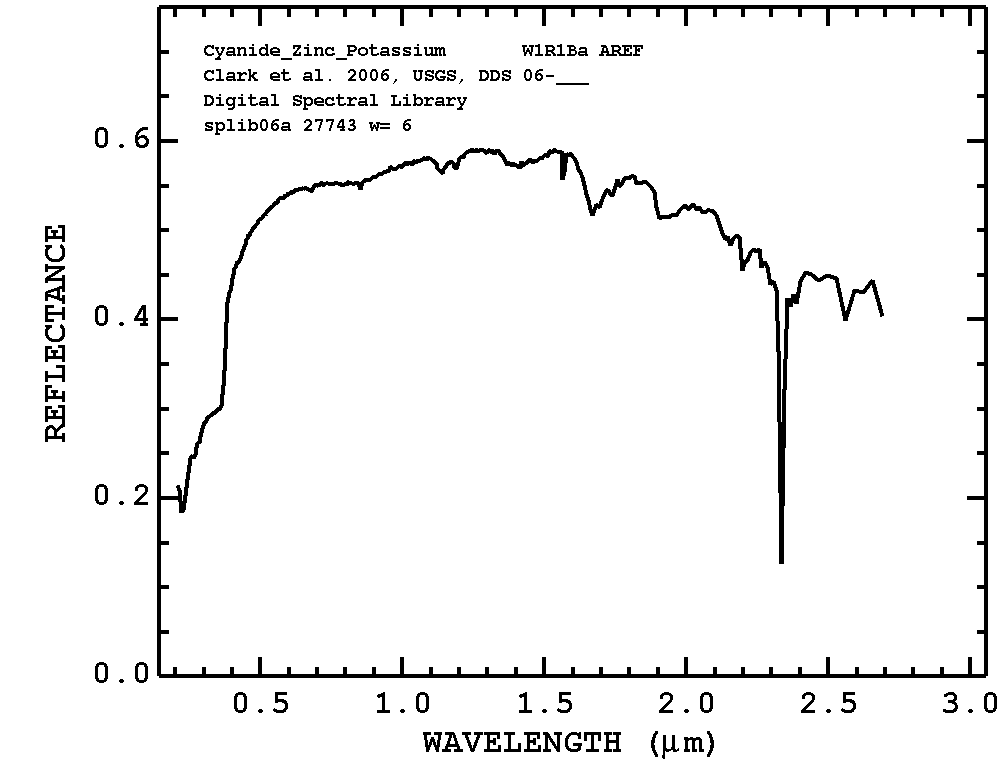 Cyanide_Zinc_Potassium W1R1Ba AREF
Clark et al. 2006, USGS, DDS 06-___
Digital Spectral Library
splib06a 27743 w= 6
0.6
0.4
0.2
0.0
REFLECTANCE
0.5 1.0 1.5 2.0 2.5 3.0
WAVELENGTH (μm)